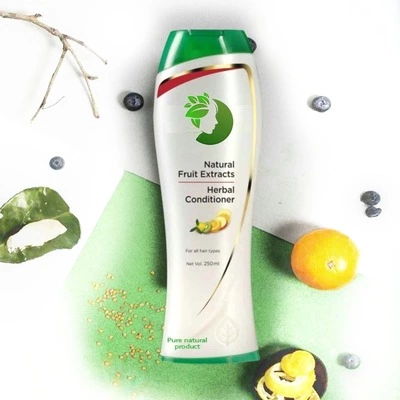 Natural
Fruit Extracts
Herbal
Conditioner
For all hair types
Net Vol. 250ml
Pure natural
product